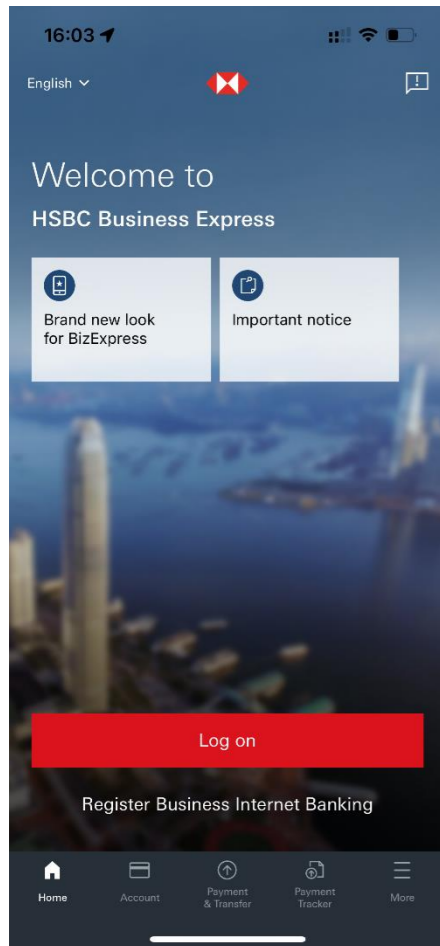 16:03
English
Welcome to
HSBC Business Express
Brand new look
for BizExpress
Important notice
Log on
Register Business Internet Banking
Home
Account
Payment
& Transfer
Payment
Tracker
More